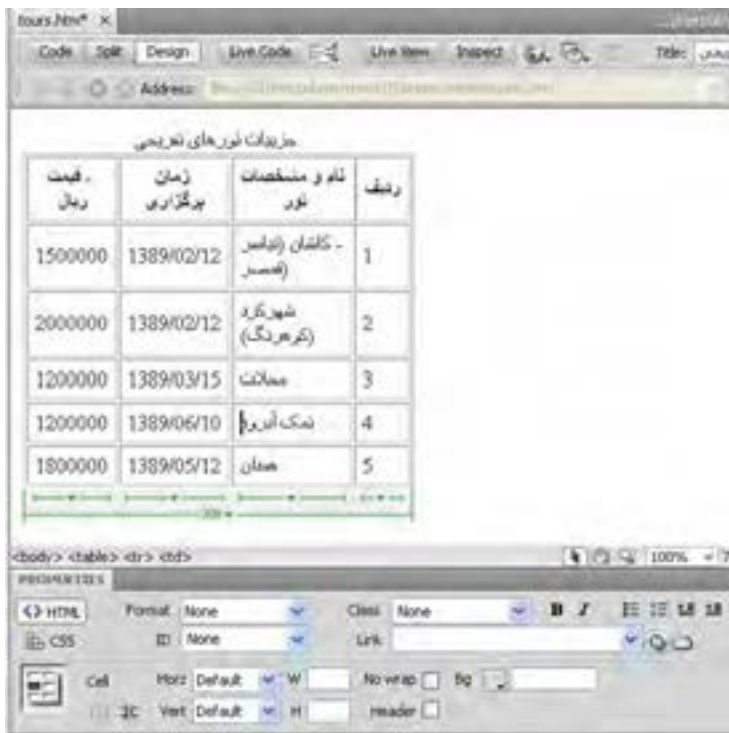 tours.htm* ×
Code Split Design Live Code Live View Inspect Title:
Address:
جزییات تورهای تفریحی
ردیف نام و مشخصات تور زمان برگزاری قیمت ریال
1 کاشان - 1389/02/12 1500000
2 شهرکرد (کوهرنگ) 1389/02/12 2000000
3 محلات 1389/03/15 1200000
4 نمک آبرود 1389/06/10 1200000
5 همدان 1389/05/12 1800000
<body> <table> <tr> <td> 100%
PROPERTIES
<> HTML Format None Class None B I
CSS ID None Link
Cell Horz Default W No wrap Bg
Vert Default H Header